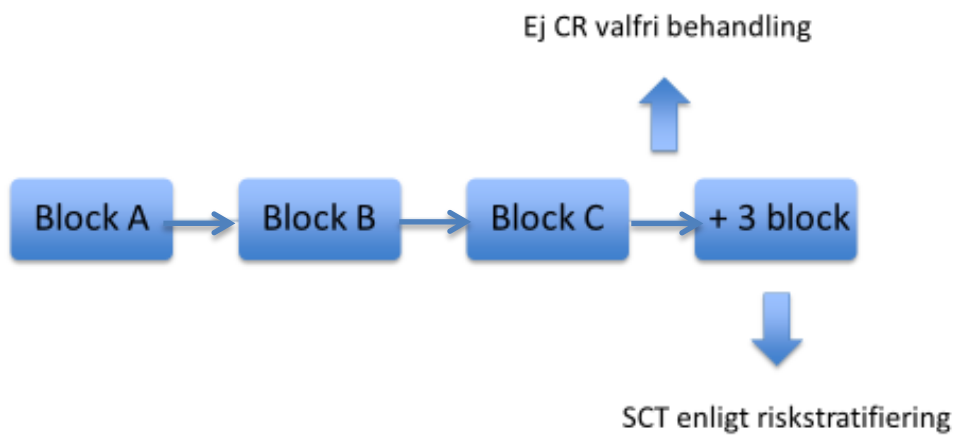 Ej CR valfri behandling
Block A
Block B
Block C
+ 3 block
SCT enligt riskstratifiering